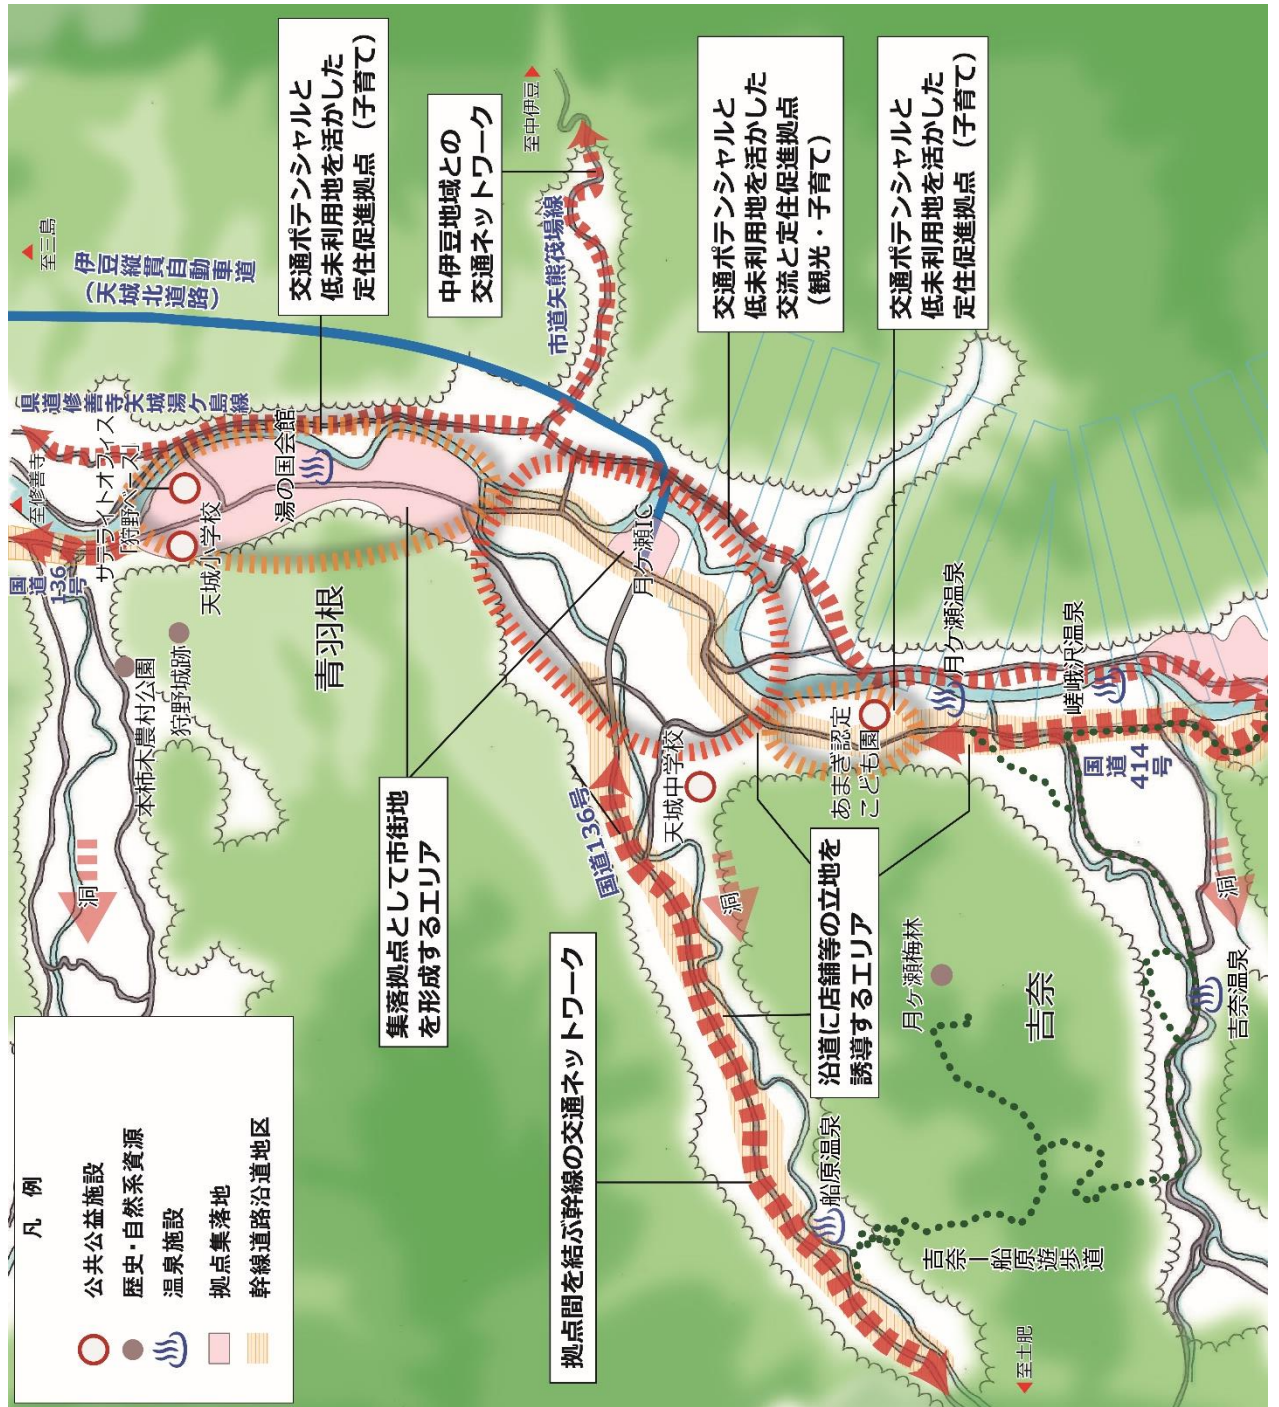 凡 例
公共公益施設
歴史・自然系資源
温泉施設
拠点集落地
幹線道路沿道地区
至三島
伊豆縦貫自動車道
（天城北道路）
交通ポテンシャルと
低未利用地を活かした
定住促進拠点（子育て）
中伊豆地域との
交通ネットワーク
至中伊豆
市道矢熊筏場線
交通ポテンシャルと
低未利用地を活かした
交流と定住促進拠点
（観光・子育て）
交通ポテンシャルと
低未利用地を活かした
定住促進拠点（子育て）
県道修善寺天城湯ケ島線
至修善寺
国道136号
サテライトオフィス
「狩野ベース」
天城小学校
湯の国会館
狩野城跡
本柿木農村公園
青羽根
洞
月ケ瀬IC
集落拠点として市街地
を形成するエリア
国道136号
天城中学校
洞
あまぎ認定
こども園
月ケ瀬温泉
嵯峨沢温泉
国道
414
号
沿道に店舗等の立地を
誘導するエリア
月ケ瀬梅林
吉奈
洞
吉奈温泉
拠点間を結ぶ幹線の交通ネットワーク
船原温泉
吉奈ー船原遊歩道
至土肥